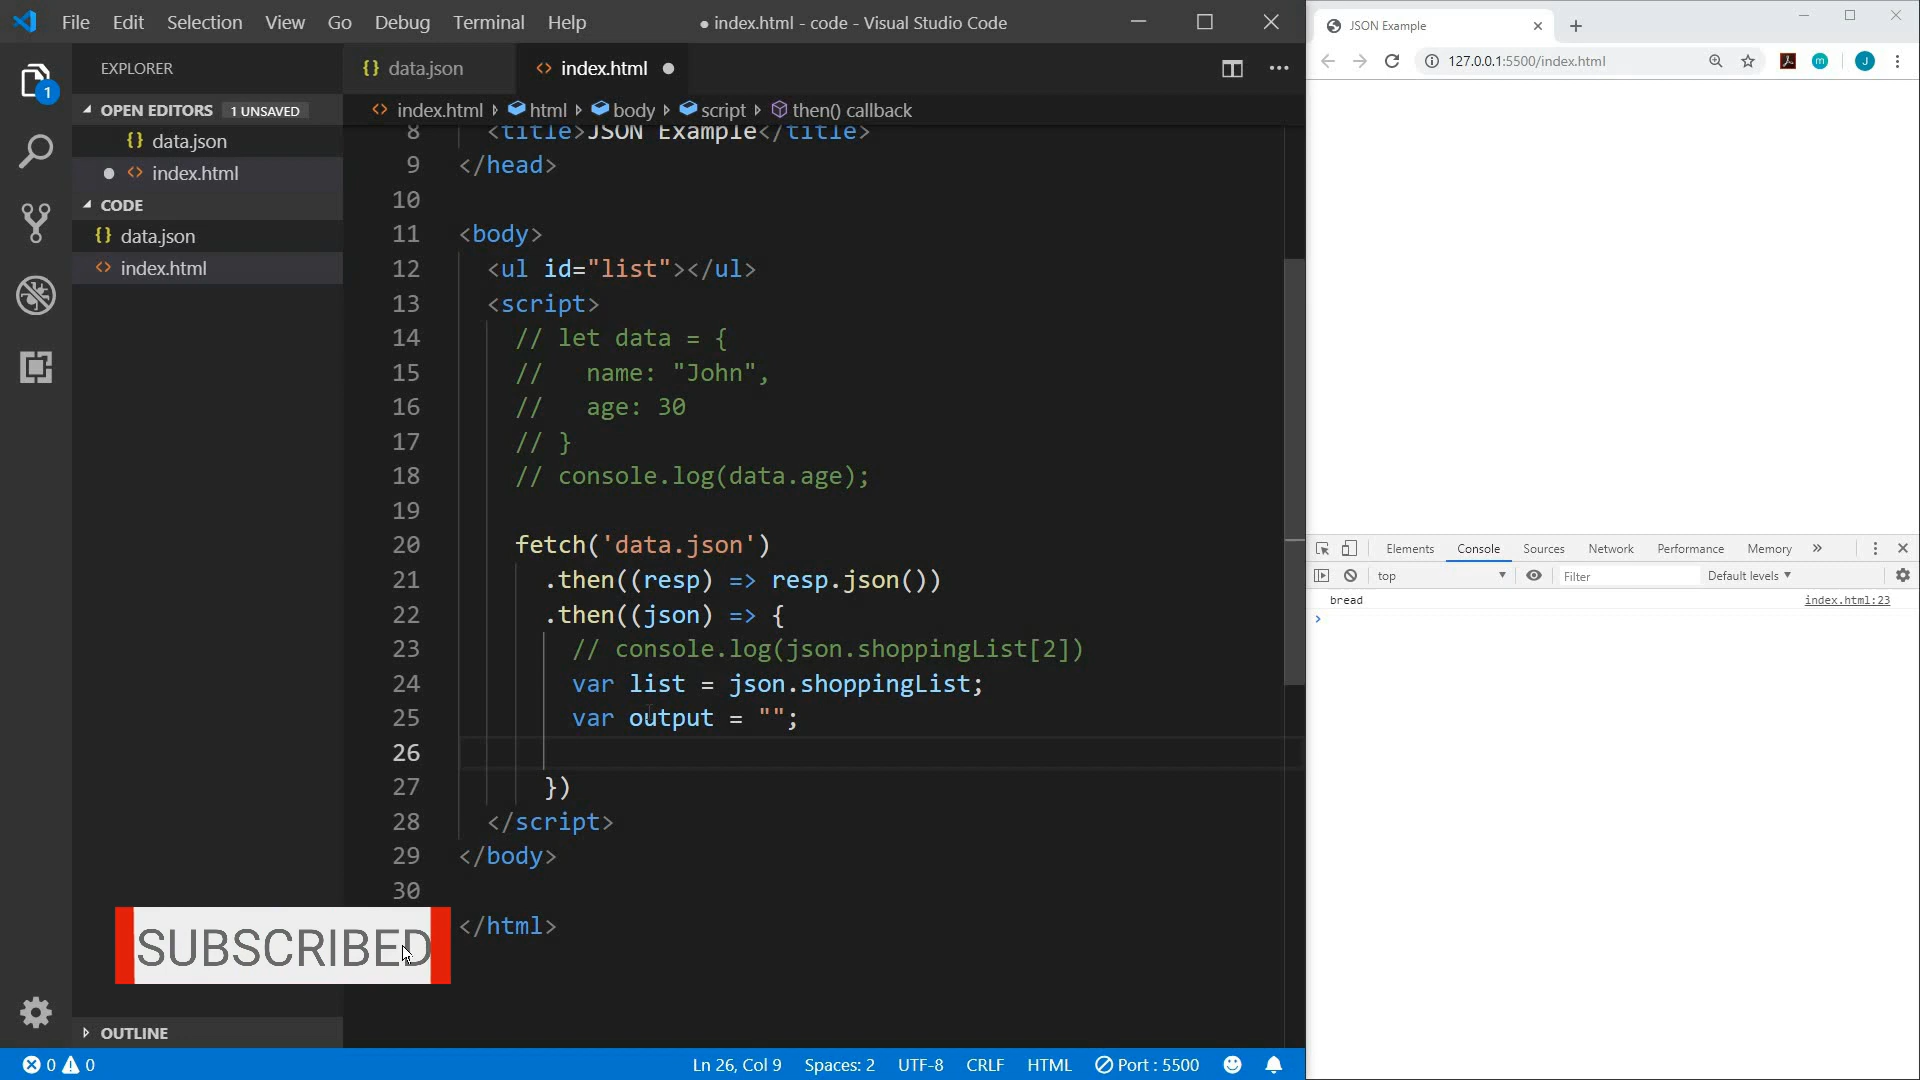 File Edit Selection View Go Debug Terminal Help
● index.html - code - Visual Studio Code
EXPLORER
OPEN EDITORS 1 UNSAVED
{} data.json
● <> index.html
CODE
{} data.json
<> index.html
OUTLINE
1
{} data.json
<> index.html ●
<> index.html › html › body › script › then() callback
8 <title>JSON Example</title>
9 </head>
10
11 <body>
12 <ul id="list"></ul>
13 <script>
14 // let data = {
15 // name: "John",
16 // age: 30
17 // }
18 // console.log(data.age);
19
20 fetch('data.json')
21 .then((resp) => resp.json())
22 .then((json) => {
23 // console.log(json.shoppingList[2])
24 var list = json.shoppingList;
25 var output = "";
26
27 })
28 </script>
29 </body>
30
</html>
SUBSCRIBED
0 0
Ln 26, Col 9 Spaces: 2 UTF-8 CRLF HTML Port : 5500
JSON Example
127.0.0.1:5500/index.html
J
Elements Console Sources Network Performance Memory »
top Filter Default levels ▼
bread index.html:23
>